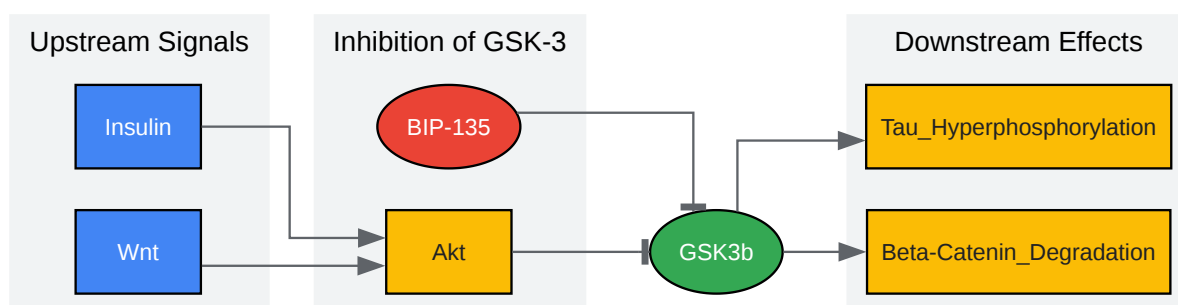 Upstream Signals
Inhibition of GSK-3
Downstream Effects
Insulin
BIP-135
Tau_Hyperphosphorylation
Wnt
Akt
GSK3b
Beta-Catenin_Degradation